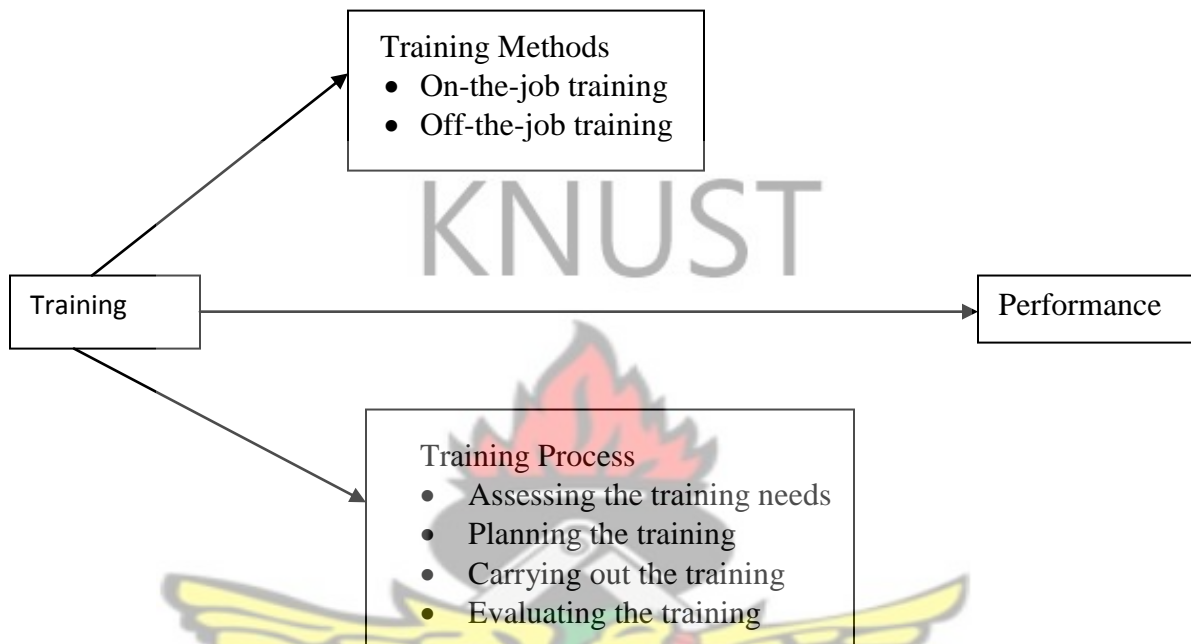 Training Methods
• On-the-job training
• Off-the-job training
KNUST
Training
Performance
Training Process
• Assessing the training needs
• Planning the training
• Carrying out the training
• Evaluating the training